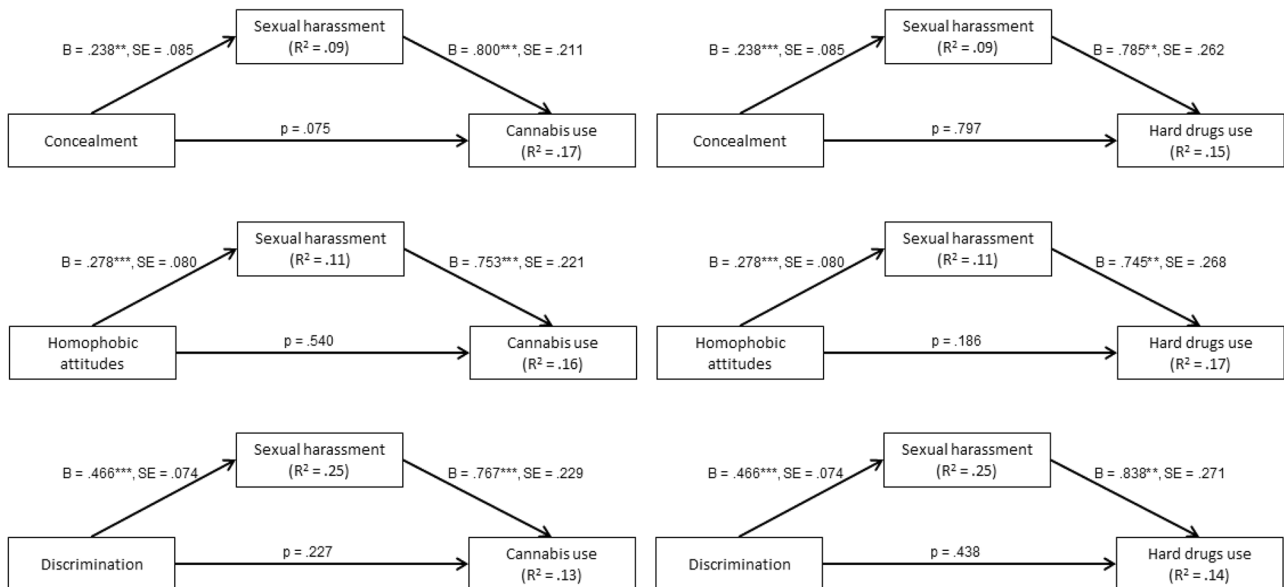 Sexual harassment
(R² = .09)
B = .238**, SE = .085
B = .800***, SE = .211
Concealment
p = .075
Cannabis use
(R² = .17)
Sexual harassment
(R² = .09)
B = .238***, SE = .085
B = .785**, SE = .262
Concealment
p = .797
Hard drugs use
(R² = .15)
Sexual harassment
(R² = .11)
B = .278***, SE = .080
B = .753***, SE = .221
Homophobic
attitudes
p = .540
Cannabis use
(R² = .16)
Sexual harassment
(R² = .11)
B = .278***, SE = .080
B = .745**, SE = .268
Homophobic
attitudes
p = .186
Hard drugs use
(R² = .17)
Sexual harassment
(R² = .25)
B = .466***, SE = .074
B = .767***, SE = .229
Discrimination
p = .227
Cannabis use
(R² = .13)
Sexual harassment
(R² = .25)
B = .466***, SE = .074
B = .838**, SE = .271
Discrimination
p = .438
Hard drugs use
(R² = .14)